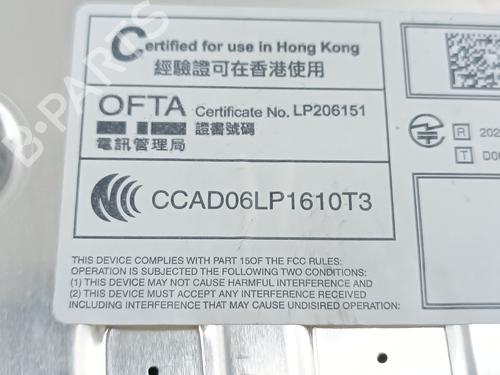 Certified for use in Hong Kong
經驗證可在香港使用
OFTA Certificate No. LP206151
證書號碼
電訊管理局
R 202
T D0
CCAD06LP1610T3
THIS DEVICE COMPLIES WITH PART 15OF THE FCC RULES:
OPERATION IS SUBJECTED THE FOLLOWING TWO CONDITIONS:
(1) THIS DEVICE MAY NOT CAUSE HARMFUL INTERFERENCE AND
(2) THIS DEVICE MUST ACCEPT ANY INTERFERENCE RECEIVED
INCLUDING INTERFERENCE THAT MAY CAUSE UNDISIRED OPERATION.
B-PARTS